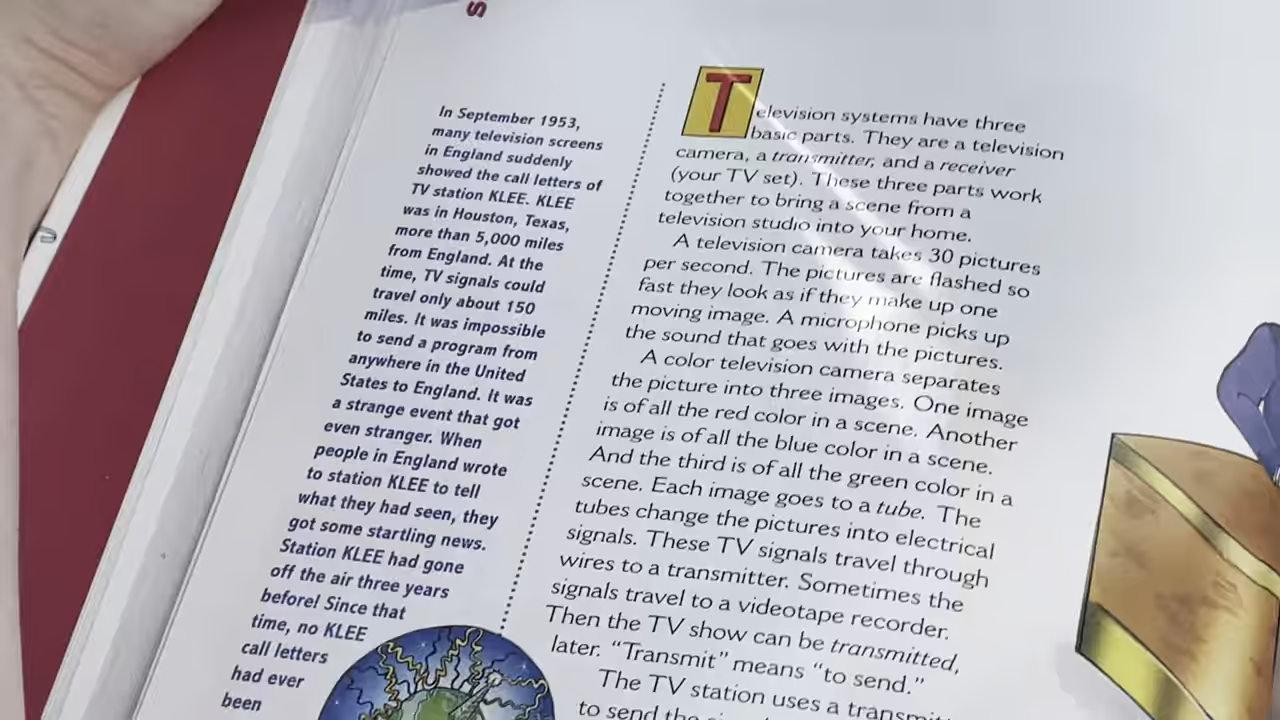 S
In September 1953,
many television screens
in England suddenly
showed the call letters of
TV station KLEE. KLEE
was in Houston, Texas,
more than 5,000 miles
from England. At the
time, TV signals could
travel only about 150
miles. It was impossible
to send a program from
anywhere in the United
States to England. It was
a strange event that got
even stranger. When
people in England wrote
to station KLEE to tell
what they had seen, they
got some startling news.
Station KLEE had gone
off the air three years
before! Since that
time, no KLEE
call letters
had ever
been
Television systems have three
basic parts. They are a television
camera, a transmitter, and a receiver
(your TV set). These three parts work
together to bring a scene from a
television studio into your home.
A television camera takes 30 pictures
per second. The pictures are flashed so
fast they look as if they make up one
moving image. A microphone picks up
the sound that goes with the pictures.
A color television camera separates
the picture into three images. One image
is of all the red color in a scene. Another
image is of all the blue color in a scene.
And the third is of all the green color in a
scene. Each image goes to a tube. The
tubes change the pictures into electrical
signals. These TV signals travel through
wires to a transmitter. Sometimes the
signals travel to a videotape recorder.
Then the TV show can be transmitted,
later. “Transmit” means “to send.”
The TV station uses a
to send the